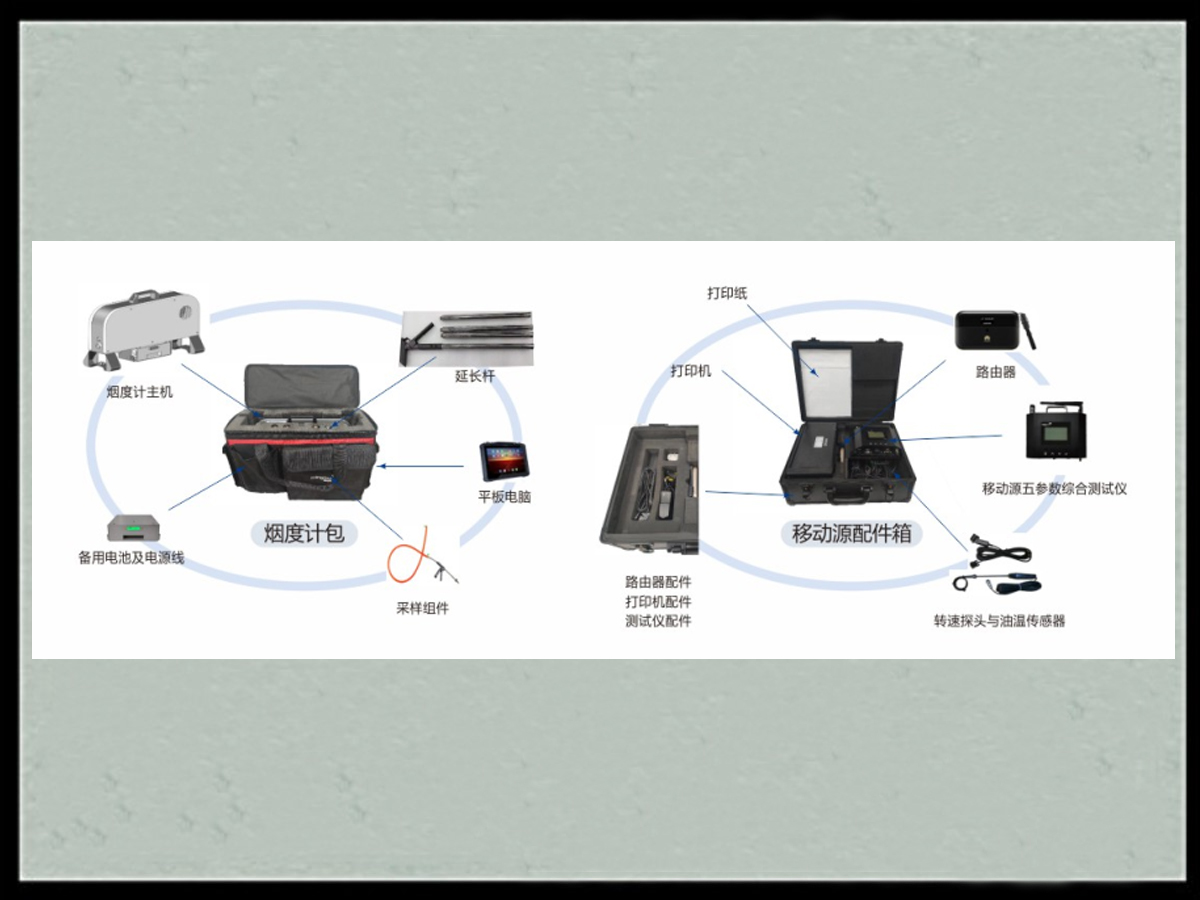 烟度计主机
延长杆
平板电脑
备用电池及电源线
烟度计包
采样组件
打印纸
打印机
路由器
移动源五参数综合测试仪
移动源配件箱
路由器配件
打印机配件
测试仪配件
转速探头与油温传感器